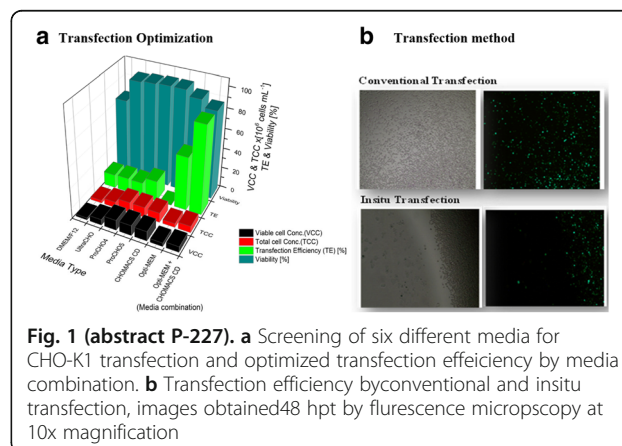 a Transfection Optimization
VCC & TCC x[10⁶ cells mL⁻¹]
TE & Viability [%]
100
80
60
40
20
0
Viability
TE
TCC
VCC
DMEM/F12
UltraCHO
ProCHO4
ProCHO5
CHOMACS CD
Opti-MEM
Opti-MEM +
CHOMACS CD
Media Type
(Media combination)
Viable cell Conc.(VCC)
Total cell Conc.(TCC)
Transfection Efficiency (TE) [%]
Viability [%]
b Transfection method
Conventional Transfection
Insitu Transfection
Fig. 1 (abstract P-227). a Screening of six different media for
CHO-K1 transfection and optimized transfection effeiciency by media
combination. b Transfection efficiency byconventional and insitu
transfection, images obtained48 hpt by flurescence micropscopy at
10x magnification